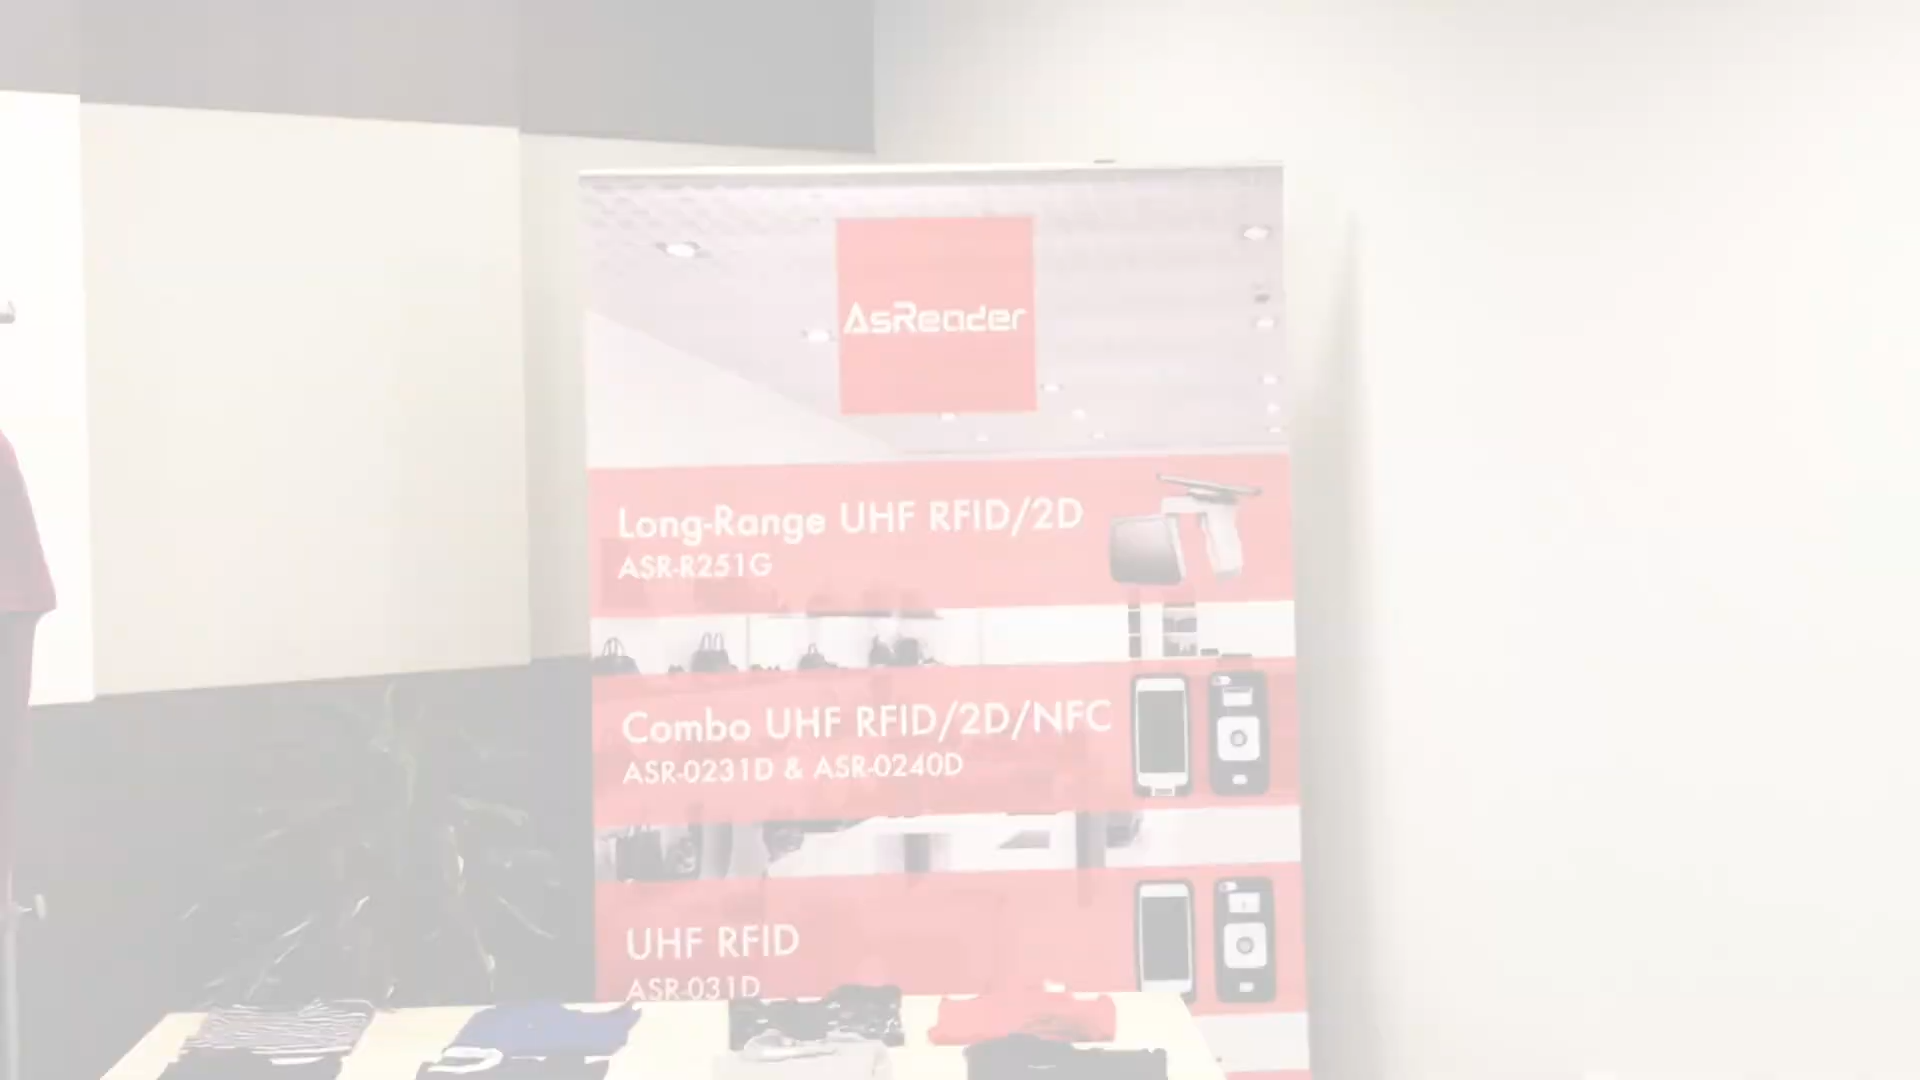 AsReader
Long-Range UHF RFID/2D
ASR-R251G
Combo UHF RFID/2D/NFC
ASR-0231D & ASR-0240D
UHF RFID
ASR-031D